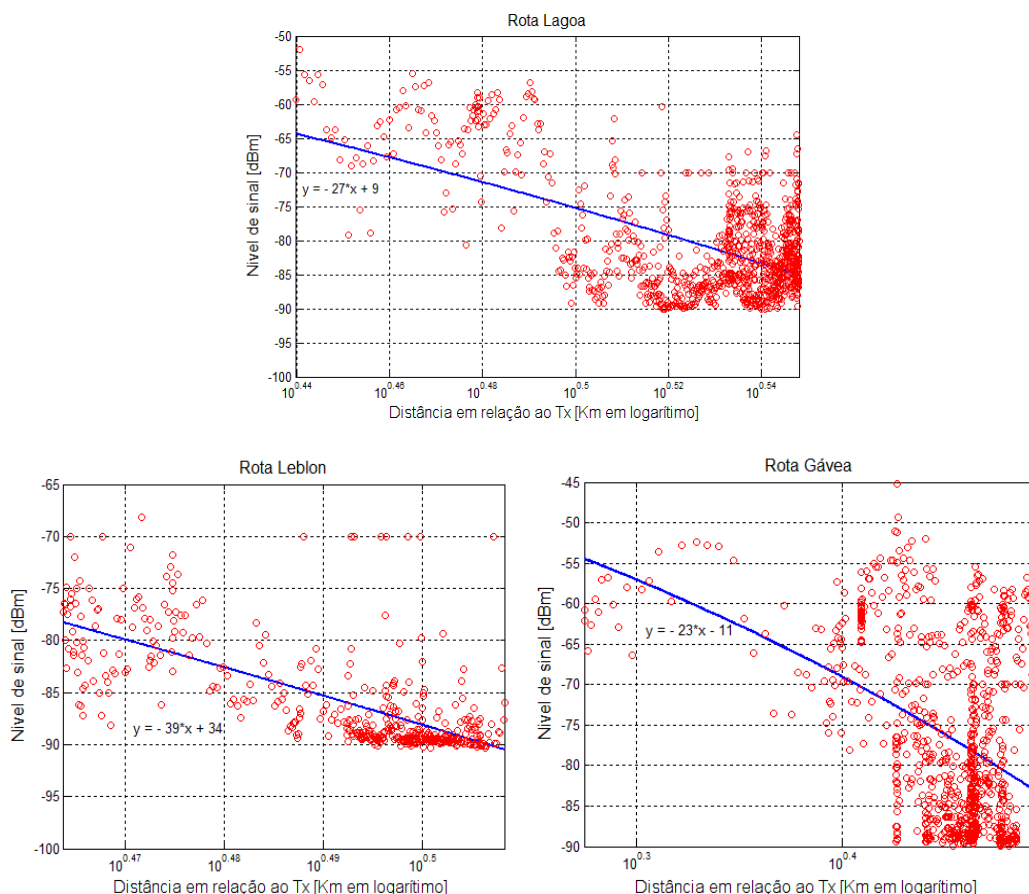 Rota Lagoa
-50
-55
-60
-65
-70
-75
-80
-85
-90
-95
-100
Nivel de sinal [dBm]
y = - 27*x + 9
10^0.44 10^0.46 10^0.48 10^0.5 10^0.52 10^0.54
Distância em relação ao Tx [Km em logarítimo]
Rota Leblon
-65
-70
-75
-80
-85
-90
-95
-100
Nivel de sinal [dBm]
y = - 39*x + 34
10^0.47 10^0.48 10^0.49 10^0.5
Distância em relação ao Tx [Km em logarítimo]
Rota Gávea
-45
-50
-55
-60
-65
-70
-75
-80
-85
-90
Nivel de sinal [dBm]
y = - 23*x - 11
10^0.3 10^0.4
Distância em relação ao Tx [Km em logarítimo]